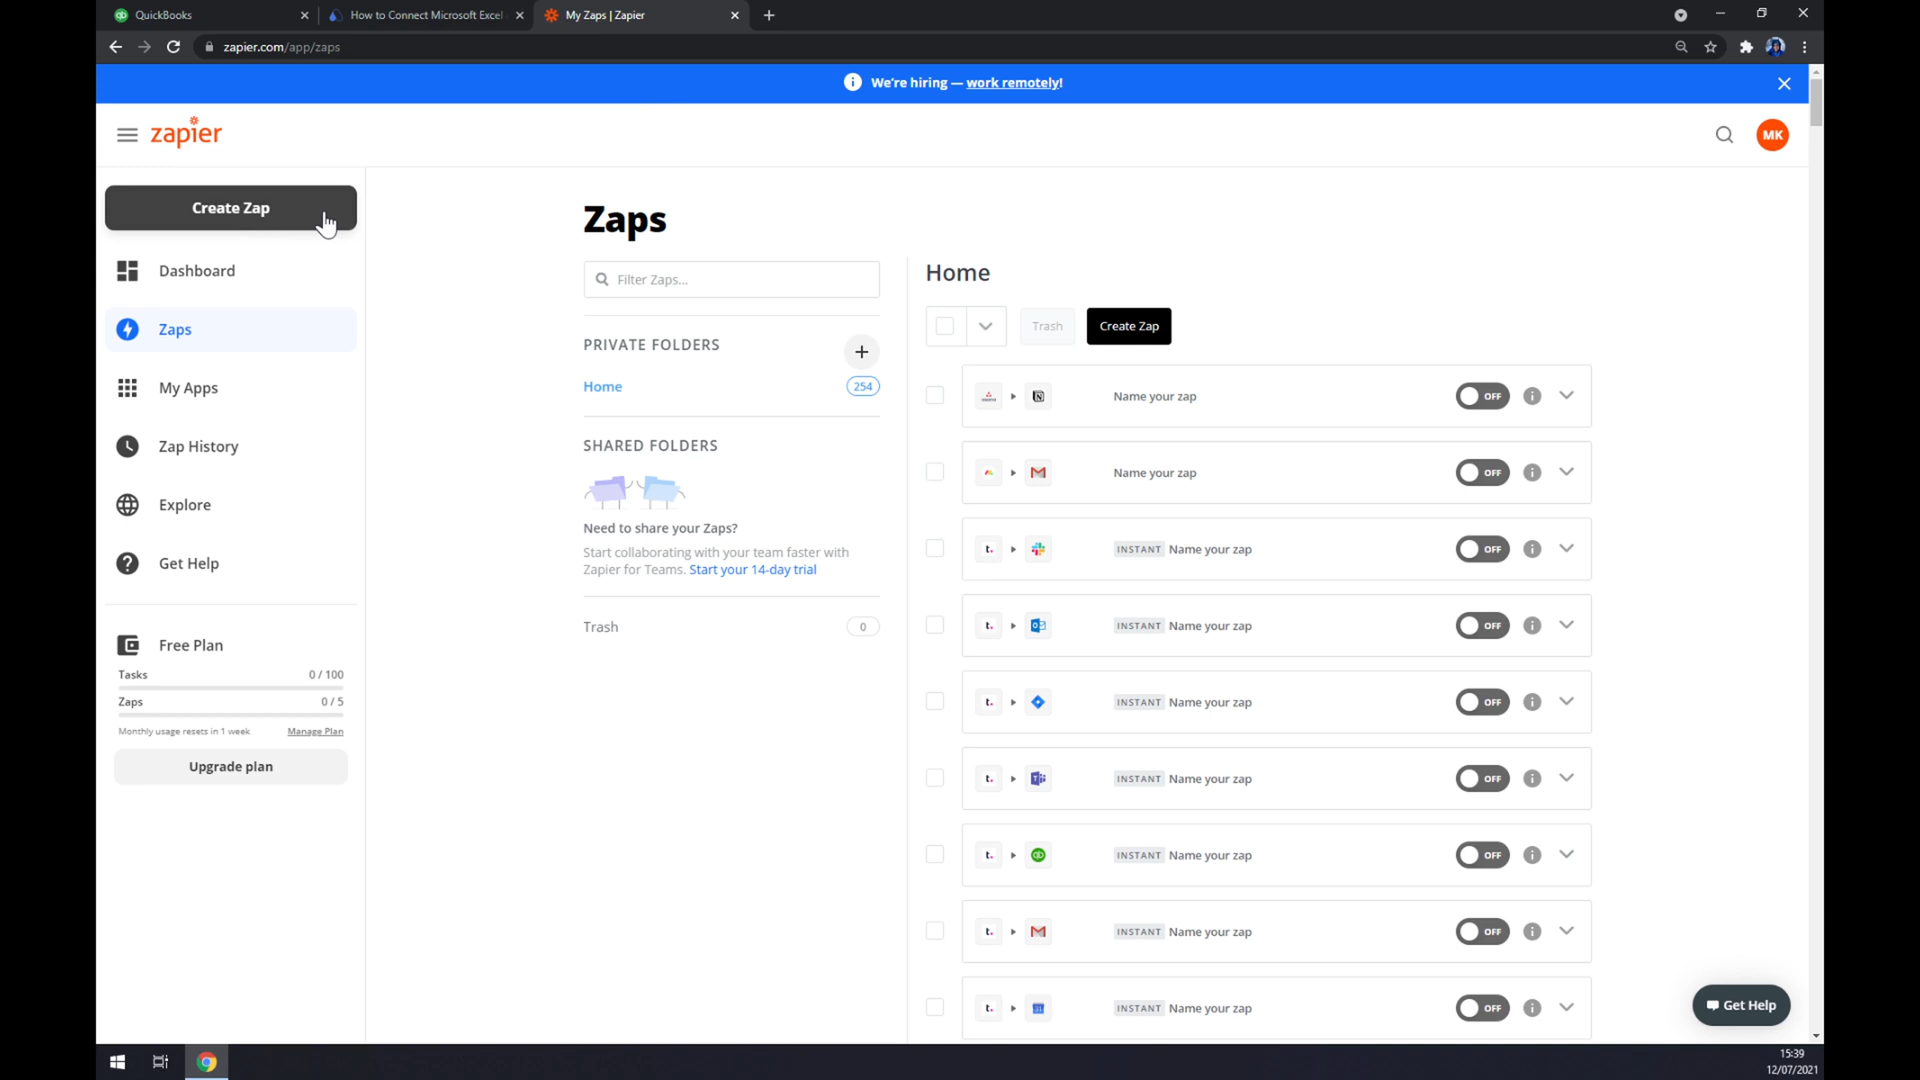 QuickBooks
How to Connect Microsoft Excel
My Zaps | Zapier
zapier.com/app/zaps
We're hiring — work remotely!
zapier
MK
Create Zap
Dashboard
Zaps
My Apps
Zap History
Explore
Get Help
Free Plan
Tasks 0 / 100
Zaps 0 / 5
Monthly usage resets in 1 week Manage Plan
Upgrade plan
Zaps
Filter Zaps...
PRIVATE FOLDERS
Home 254
SHARED FOLDERS
Need to share your Zaps?
Start collaborating with your team faster with
Zapier for Teams. Start your 14-day trial
Trash 0
Home
Trash
Create Zap
Name your zap OFF
Name your zap OFF
t. INSTANT Name your zap OFF
t. INSTANT Name your zap OFF
t. INSTANT Name your zap OFF
t. INSTANT Name your zap OFF
t. INSTANT Name your zap OFF
t. INSTANT Name your zap OFF
t. INSTANT Name your zap OFF
Get Help
15:39
12/07/2021